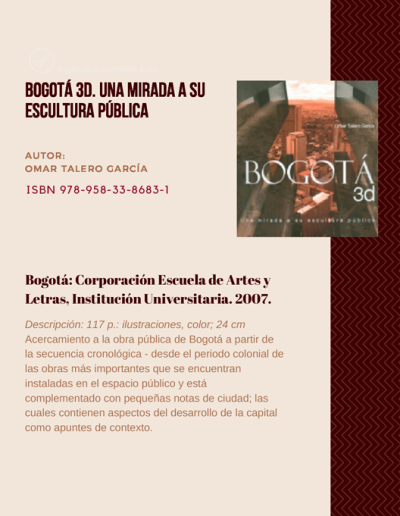 BOGOTÁ 3D. UNA MIRADA A SU
ESCULTURA PÚBLICA
AUTOR:
OMAR TALERO GARCÍA
ISBN 978-958-33-8683-1
Omar Talero García
BOGOTÁ
3d
una mirada a su escultura pública
Bogotá: Corporación Escuela de Artes y
Letras, Institución Universitaria. 2007.
Descripción: 117 p.: ilustraciones, color; 24 cm
Acercamiento a la obra pública de Bogotá a partir de
la secuencia cronológica - desde el periodo colonial de
las obras más importantes que se encuentran
instaladas en el espacio público y está
complementado con pequeñas notas de ciudad; las
cuales contienen aspectos del desarrollo de la capital
como apuntes de contexto.